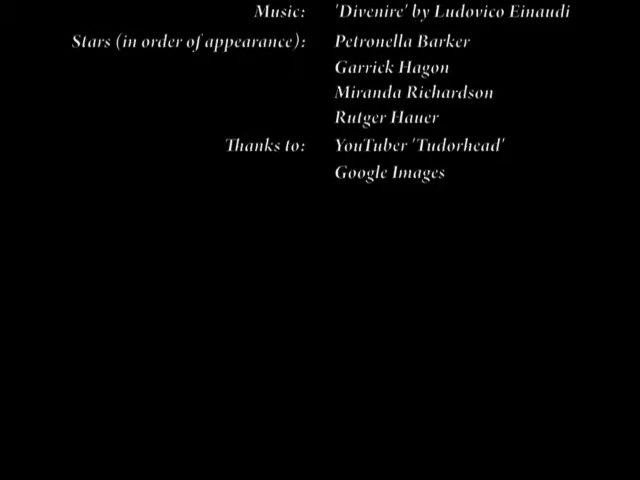 Music: 'Divenire' by Ludovico Einaudi
Stars (in order of appearance): Petronella Barker
Garrick Hagon
Miranda Richardson
Rutger Hauer
Thanks to: YouTuber 'Tudorhead'
Google Images